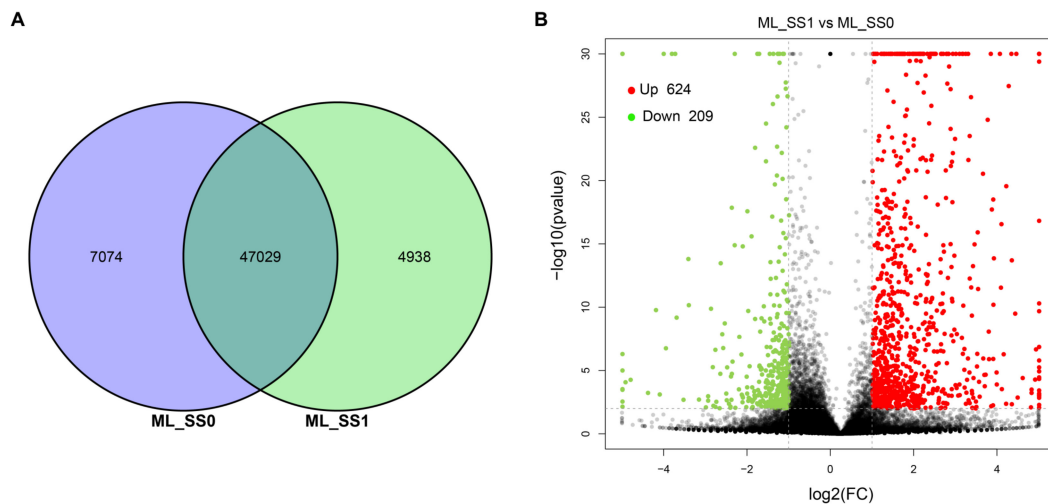 A
7074
47029
4938
ML_SS0
ML_SS1
B
ML_SS1 vs ML_SS0
Up 624
Down 209
−log10(pvalue)
30
25
20
15
10
5
0
−4
−2
0
2
4
log2(FC)